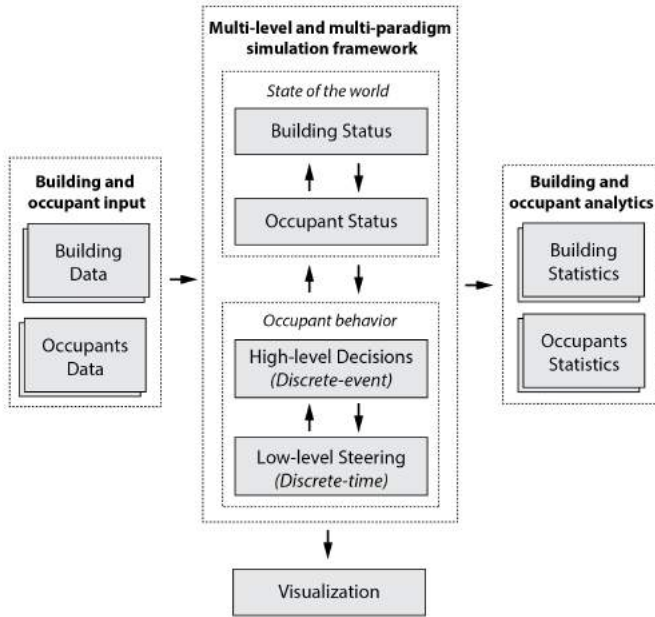 Multi-level and multi-paradigm
simulation framework
State of the world
Building Status
Occupant Status
Building and
occupant input
Building
Data
Occupants
Data
Occupant behavior
High-level Decisions
(Discrete-event)
Low-level Steering
(Discrete-time)
Building and
occupant analytics
Building
Statistics
Occupants
Statistics
Visualization